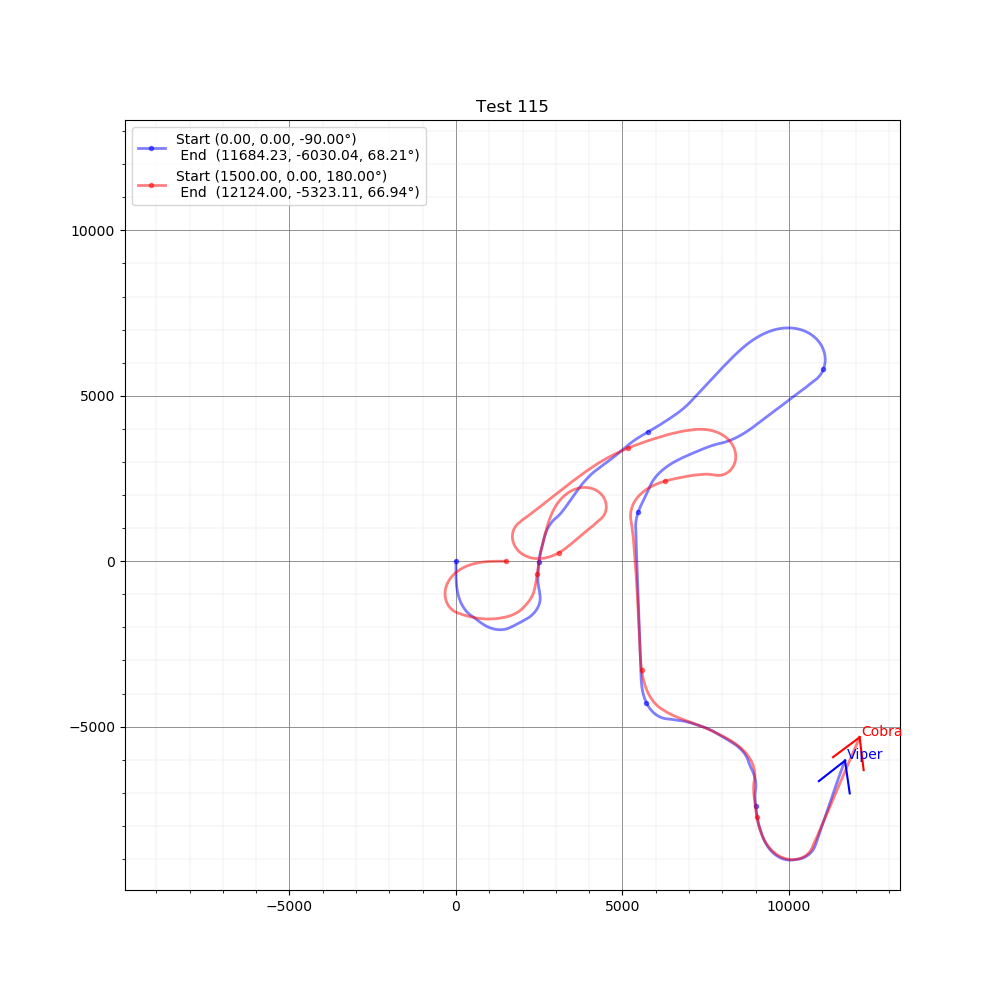 Test 115
Start (0.00, 0.00, -90.00°)
End  (11684.23, -6030.04, 68.21°)
Start (1500.00, 0.00, 180.00°)
End  (12124.00, -5323.11, 66.94°)
10000
5000
0
−5000
Cobra
Viper
−5000
0
5000
10000